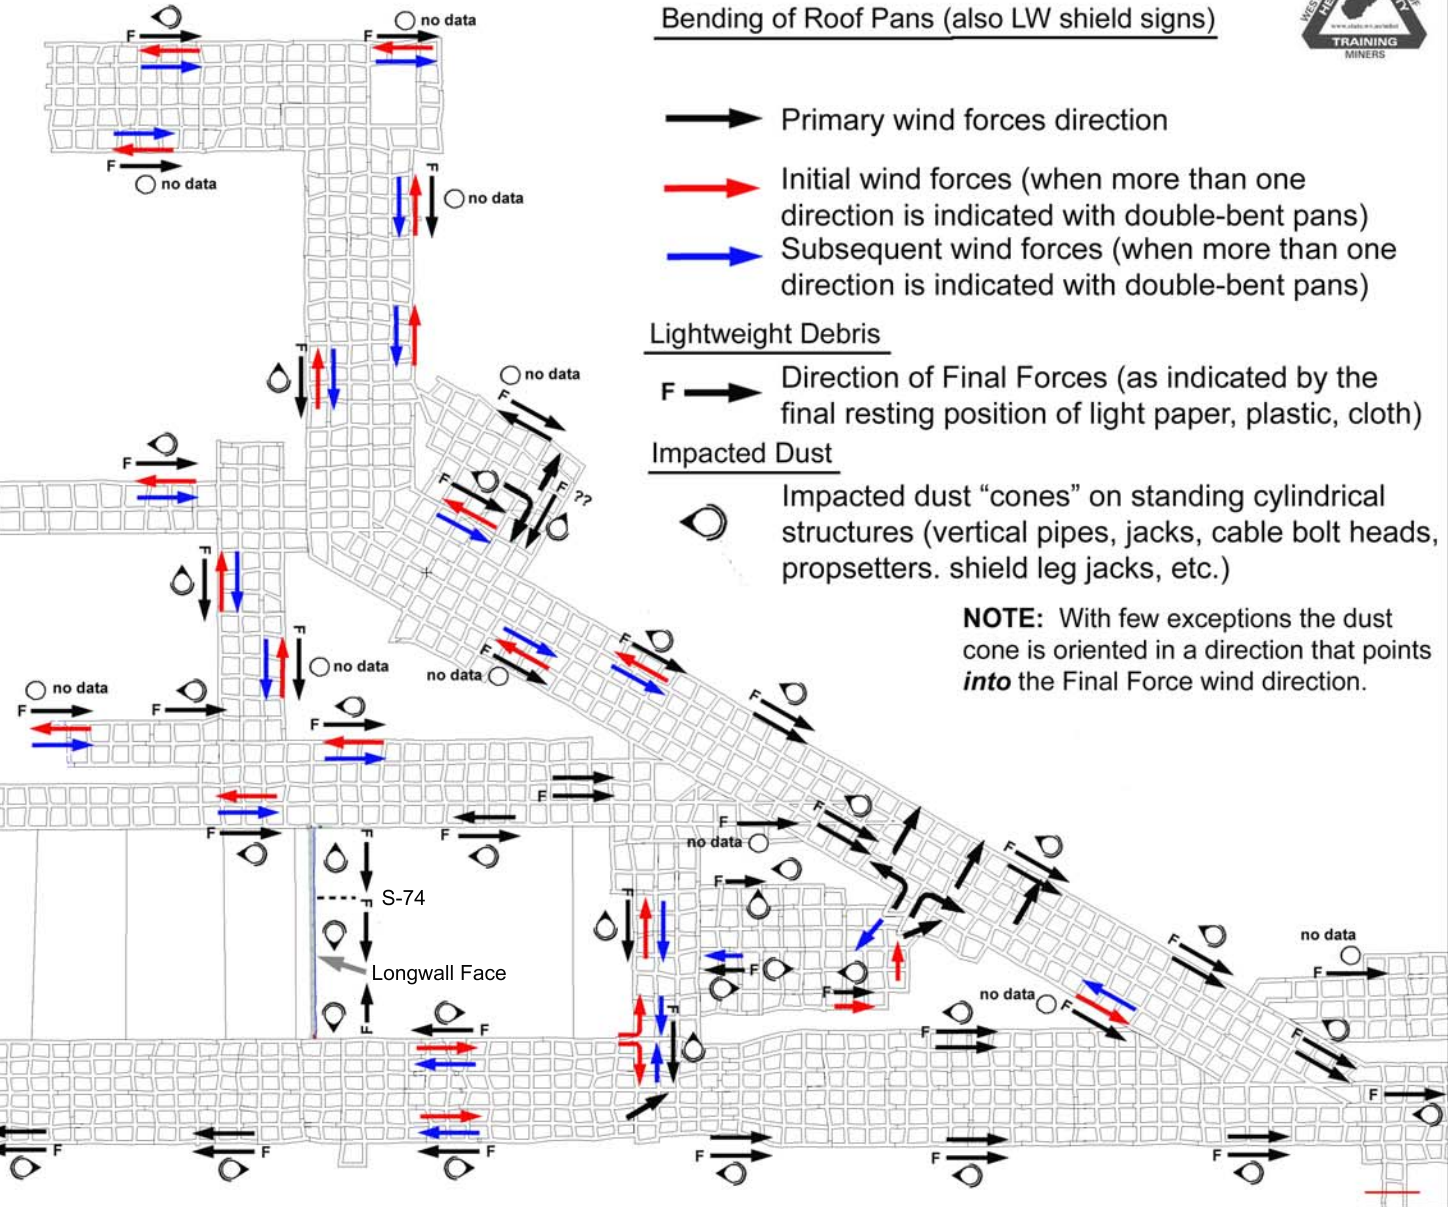 Bending of Roof Pans (also LW shield signs)
www.state.wv.us/mhst
TRAINING
MINERS
Primary wind forces direction
Initial wind forces (when more than one
direction is indicated with double-bent pans)
Subsequent wind forces (when more than one
direction is indicated with double-bent pans)
Lightweight Debris
F
Direction of Final Forces (as indicated by the
final resting position of light paper, plastic, cloth)
Impacted Dust
Impacted dust “cones” on standing cylindrical
structures (vertical pipes, jacks, cable bolt heads,
propsetters. shield leg jacks, etc.)
NOTE: With few exceptions the dust
cone is oriented in a direction that points
into the Final Force wind direction.
no data
F
F
F
no data
F
no data
F
no data
F
F
F
F
??
F
F
no data
F
no data
F
F
no data
F
F
F
F
F
F
F
no data
F
F
F
S-74
F
Longwall Face
F
F
F
F
F
F
F
F
no data
F
no data
F
F
F
F
F
F
F
F
F
F
F